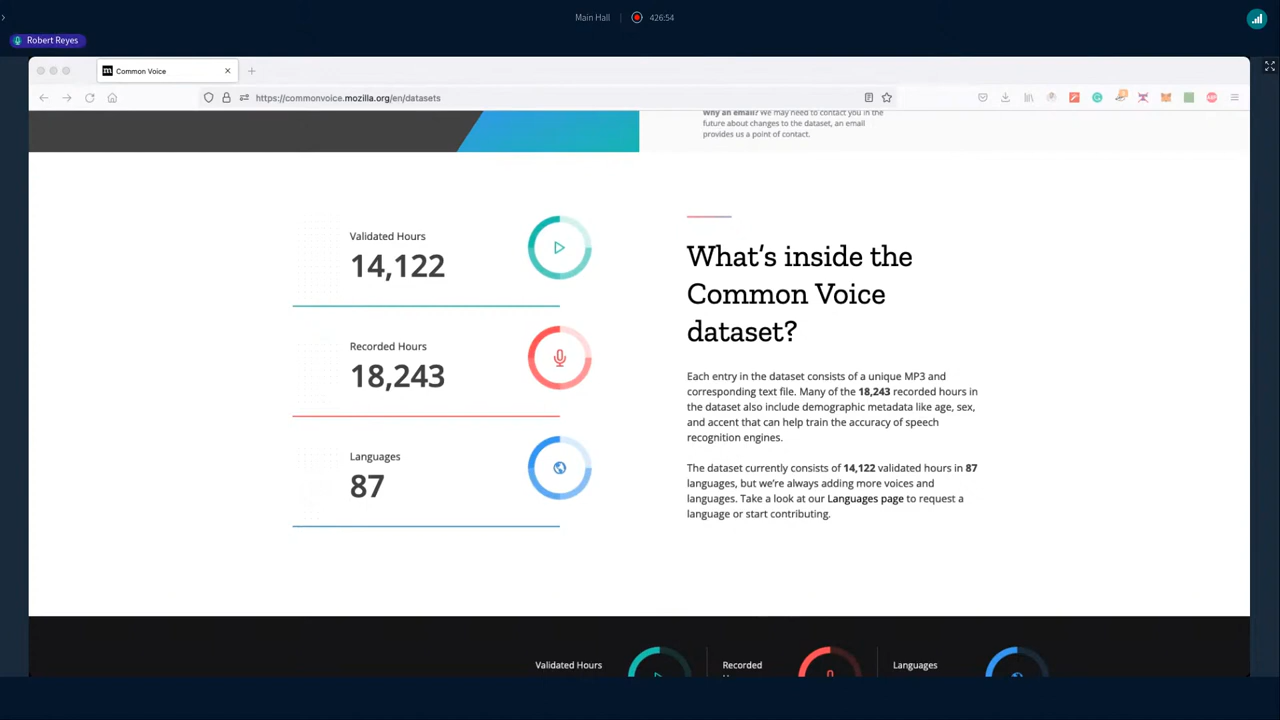 Main Hall
426:54
Robert Reyes
m Common Voice
https://commonvoice.mozilla.org/en/datasets
Why an email? We may need to contact you in the
future about changes to the dataset, an email
provides us a point of contact.
Validated Hours
14,122
Recorded Hours
18,243
Languages
87
What's inside the
Common Voice
dataset?
Each entry in the dataset consists of a unique MP3 and
corresponding text file. Many of the 18,243 recorded hours in
the dataset also include demographic metadata like age, sex,
and accent that can help train the accuracy of speech
recognition engines.
The dataset currently consists of 14,122 validated hours in 87
languages, but we're always adding more voices and
languages. Take a look at our Languages page to request a
language or start contributing.
Validated Hours
Recorded
Languages